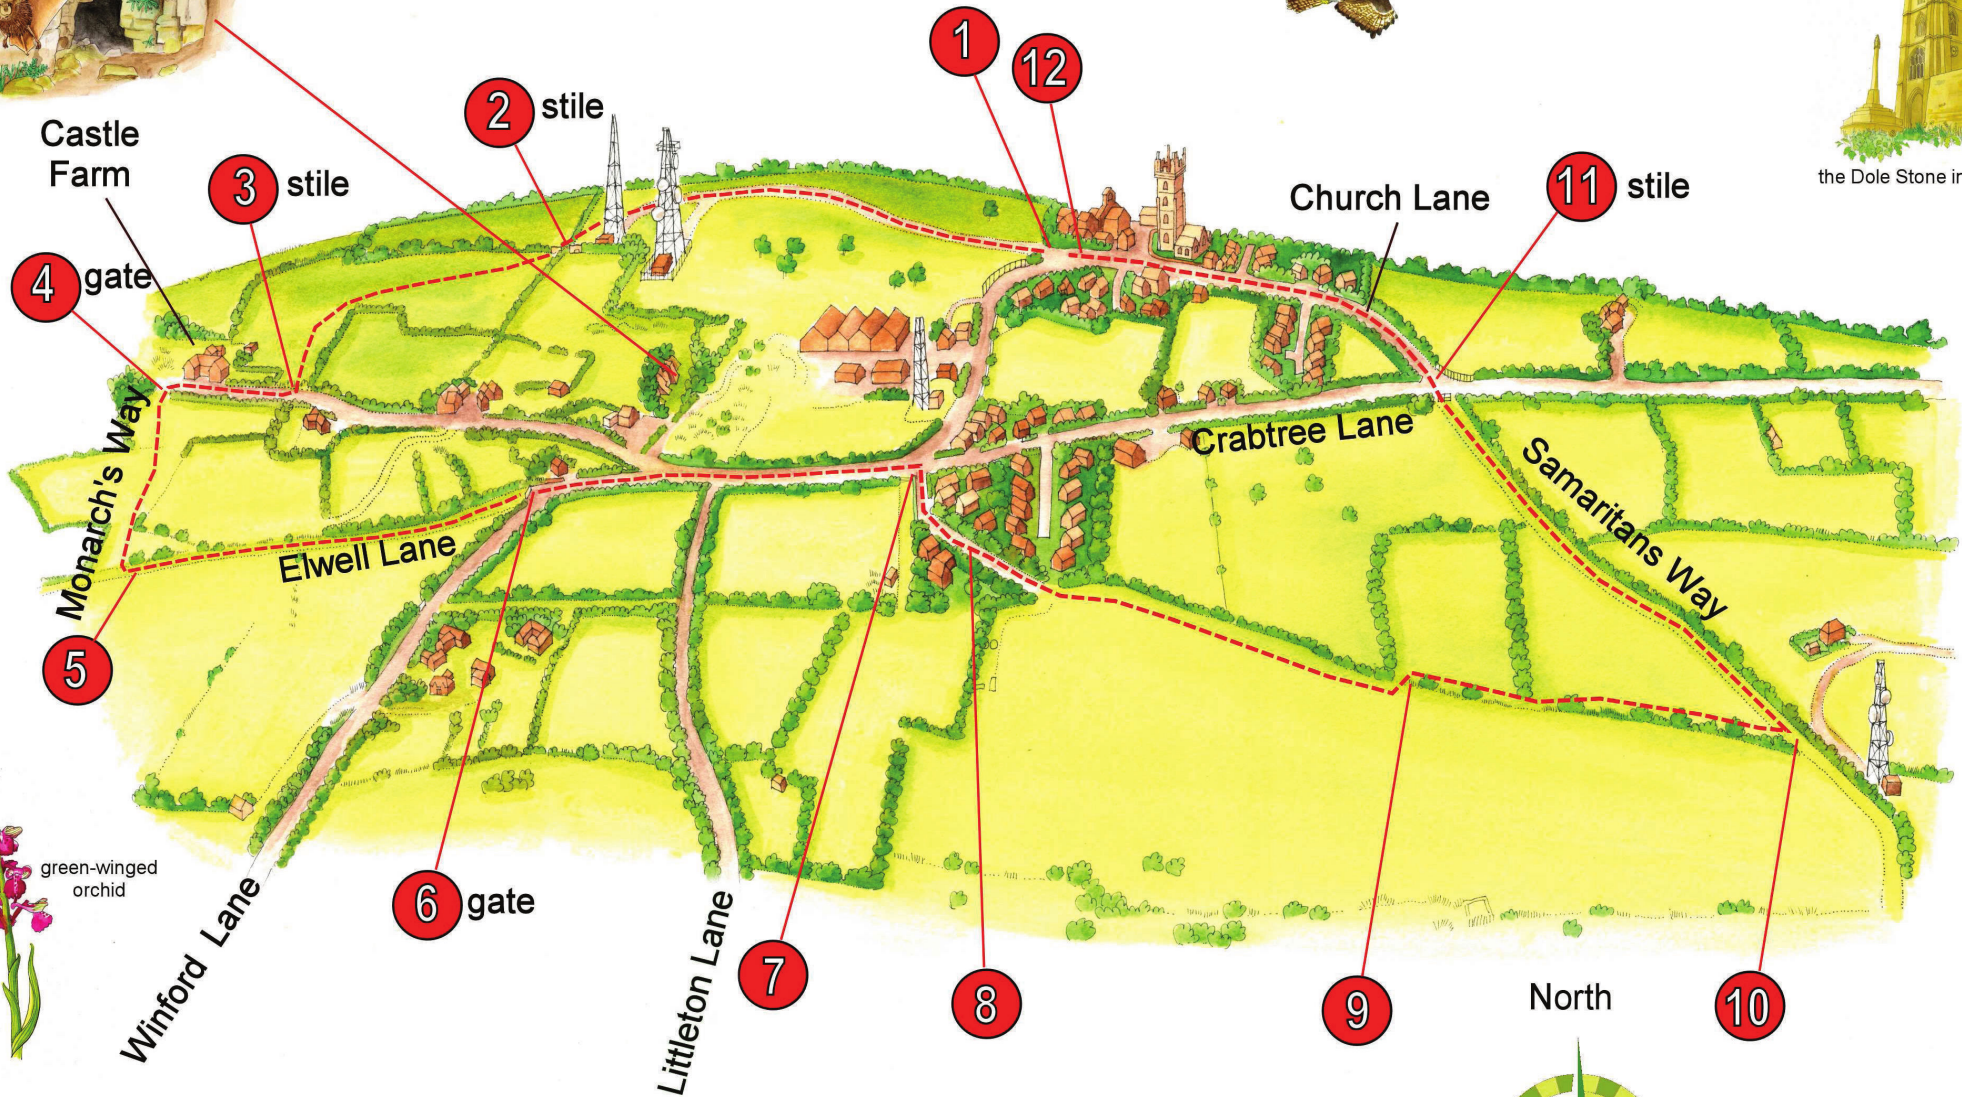 1
12
2 stile
Castle
Farm
3 stile
11 stile
Church Lane
the Dole Stone in
4 gate
Monarch's Way
Crabtree Lane
Samaritans Way
Elwell Lane
5
green-winged
orchid
6 gate
Winford Lane
Littleton Lane
7
8
9
North
10